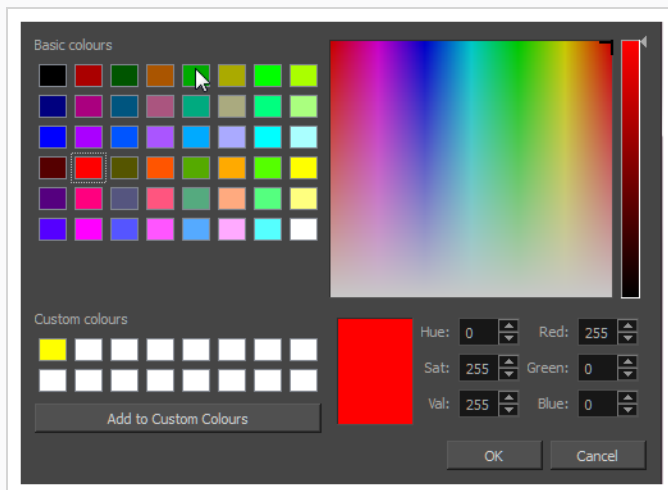 Basic colours
Custom colours
Add to Custom Colours
Hue: 0 Red: 255
Sat: 255 Green: 0
Val: 255 Blue: 0
OK Cancel